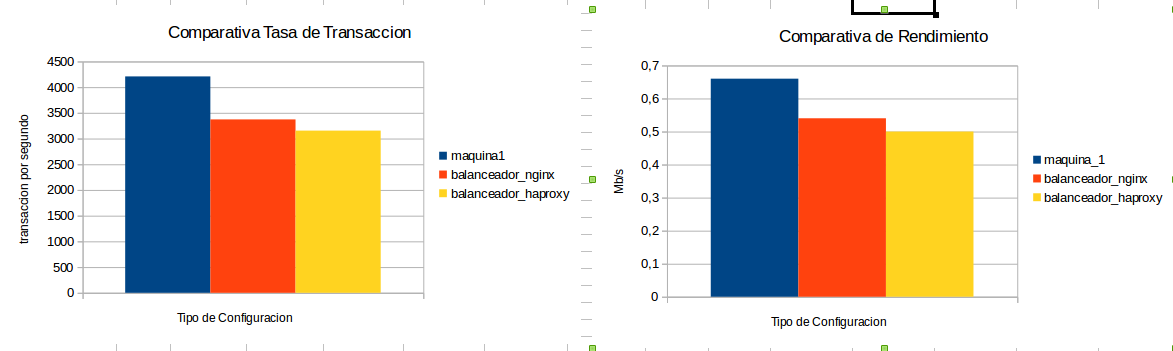 Comparativa Tasa de Transaccion
4500
4000
3500
3000
2500
2000
1500
1000
500
0
transaccion por segundo
Tipo de Configuracion
maquina1
balanceador_nginx
balanceador_haproxy
Comparativa de Rendimiento
0,7
0,6
0,5
0,4
0,3
0,2
0,1
0
Mb/s
Tipo de Configuracion
maquina_1
balanceador_nginx
balanceador_haproxy